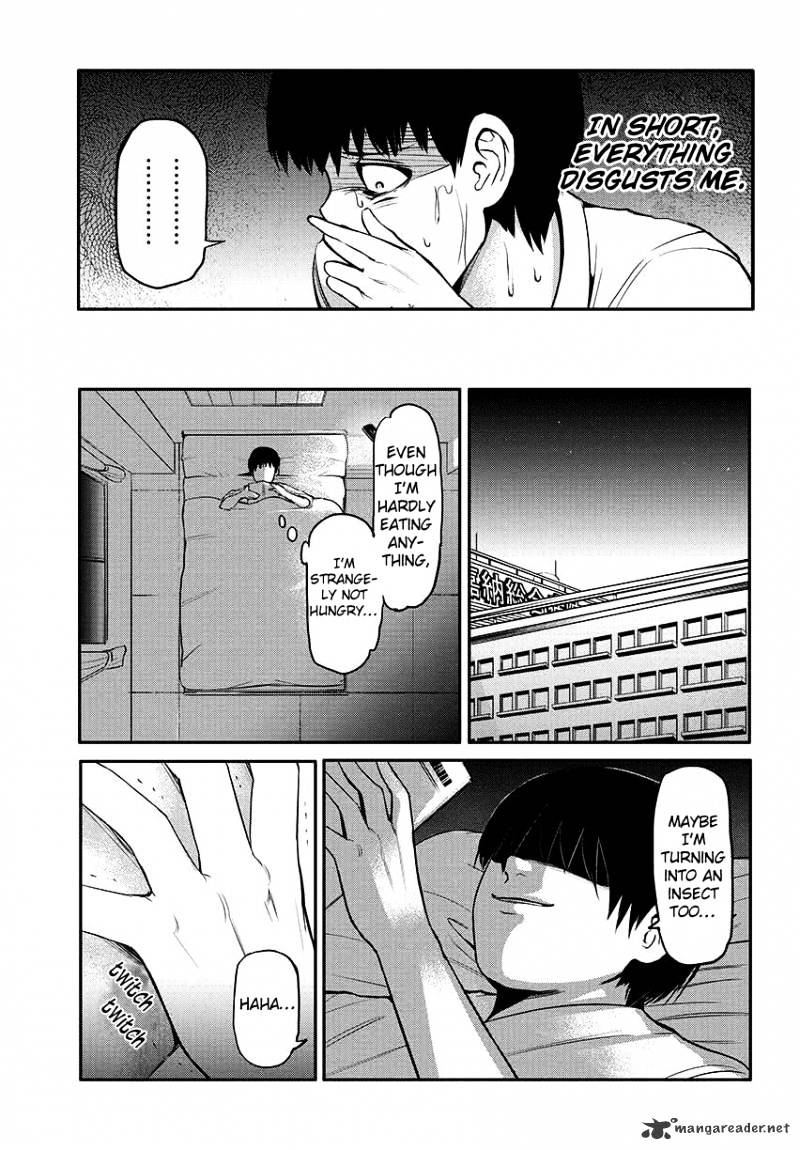 IN SHORT,
EVERYTHING
DISGUSTS ME.
.........
EVEN
THOUGH
I'M
HARDLY
EATING
ANY-
THING,
I'M
STRANGE-
LY NOT
HUNGRY...
MAYBE
I'M
TURNING
INTO AN
INSECT
TOO...
HAHA...
twitch
twitch
mangareader.net